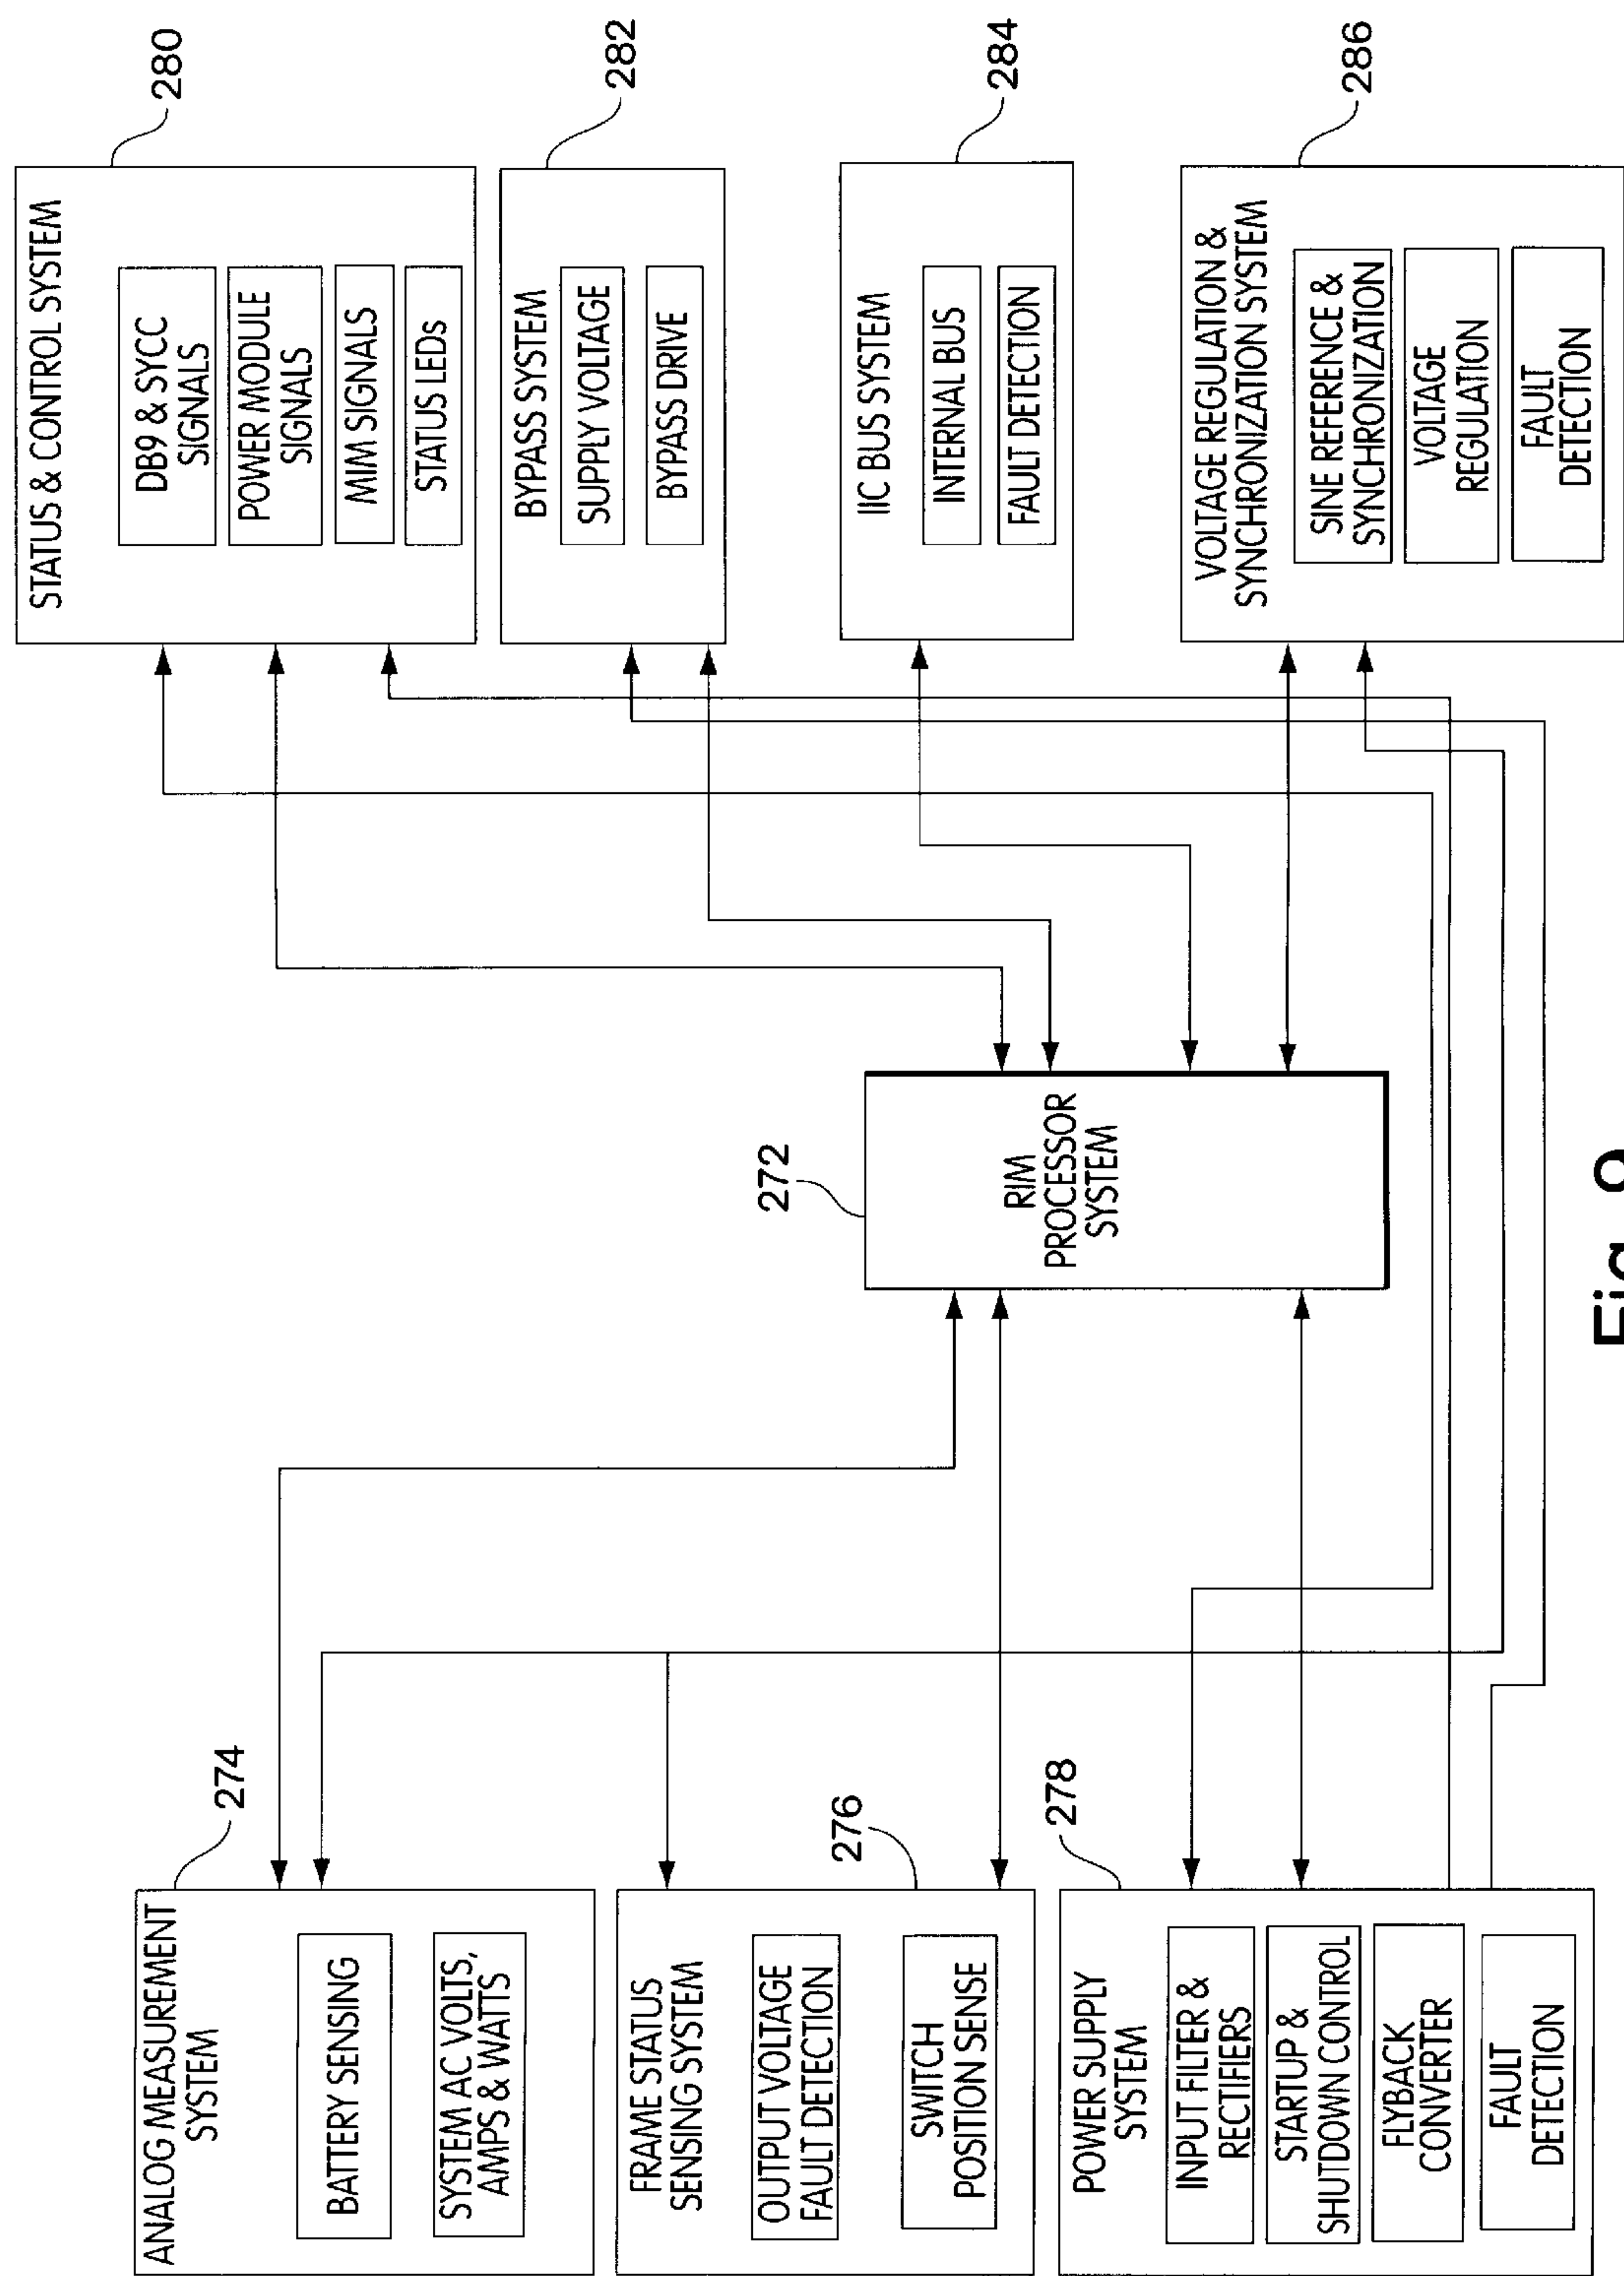 ANALOG MEASUREMENT
SYSTEM
BATTERY SENSING
SYSTEM AC VOLTS,
AMPS & WATTS
274
FRAME STATUS
SENSING SYSTEM
OUTPUT VOLTAGE
FAULT DETECTION
SWITCH
POSITION SENSE
276
POWER SUPPLY
SYSTEM
INPUT FILTER &
RECTIFIERS
STARTUP &
SHUTDOWN CONTROL
FLYBACK
CONVERTER
FAULT
DETECTION
278
272
RIM
PROCESSOR
SYSTEM
STATUS & CONTROL SYSTEM
DB9 & SYCC
SIGNALS
POWER MODULE
SIGNALS
MIM SIGNALS
STATUS LEDs
280
BYPASS SYSTEM
SUPPLY VOLTAGE
BYPASS DRIVE
282
IIC BUS SYSTEM
INTERNAL BUS
FAULT DETECTION
284
VOLTAGE REGULATION &
SYNCHRONIZATION SYSTEM
SINE REFERENCE &
SYNCHRONIZATION
VOLTAGE
REGULATION
FAULT
DETECTION
286
Fig.